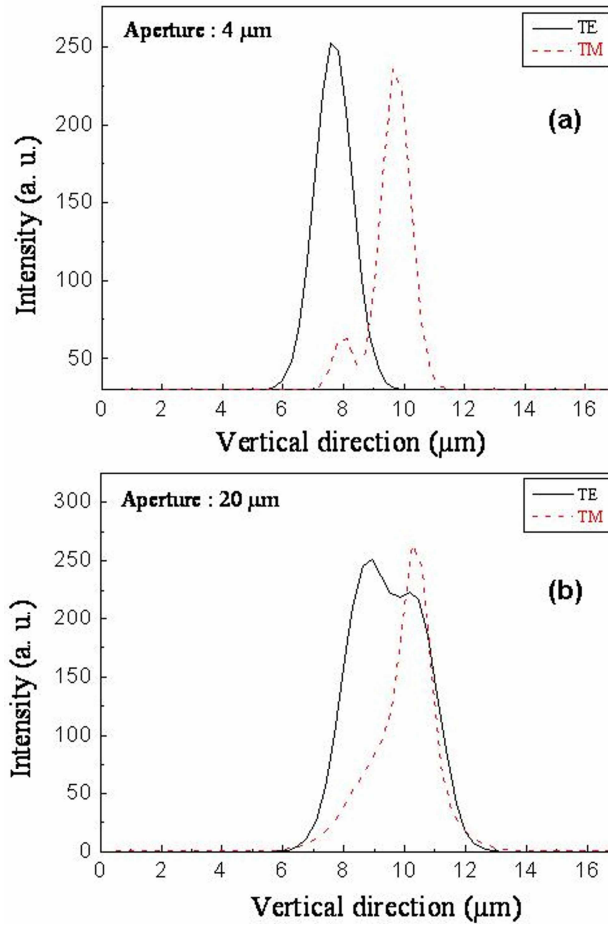 Aperture : 4 μm
TE
TM
(a)
250
200
150
100
50
Intensity (a. u.)
0 2 4 6 8 10 12 14 16
Vertical direction (μm)
Aperture : 20 μm
TE
TM
(b)
300
250
200
150
100
50
0
Intensity (a. u.)
0 2 4 6 8 10 12 14 16
Vertical direction (μm)